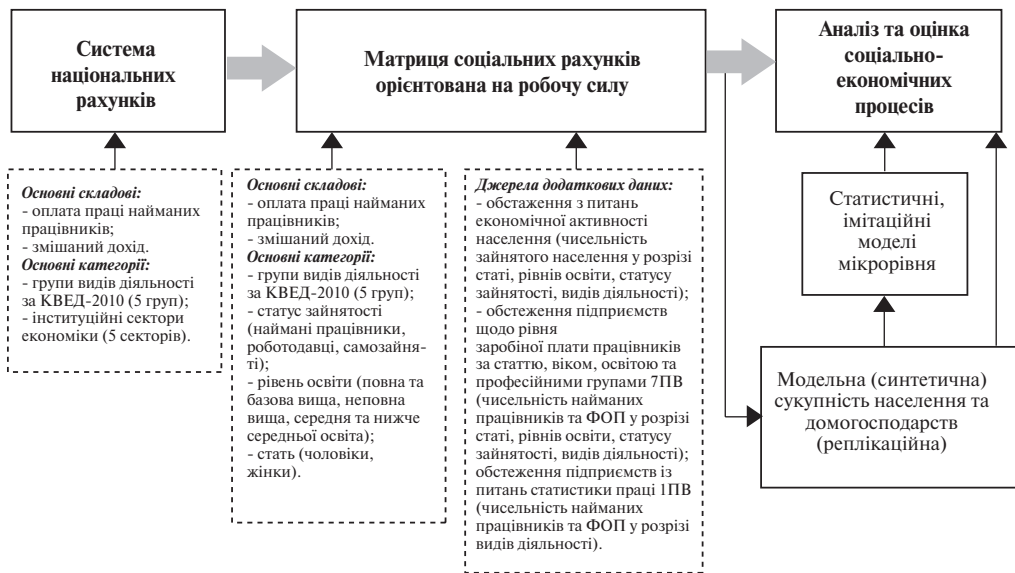 Система
національних
рахунків
Матриця соціальних рахунків
орієнтована на робочу силу
Аналіз та оцінка
соціально-
економічних
процесів
Основні складові:
- оплата праці найманих
працівників;
- змішаний дохід.
Основні категорії:
- групи видів діяльності
за КВЕД-2010 (5 груп);
- інституційні сектори
економіки (5 секторів).
Основні складові:
- оплата праці найманих
працівників;
- змішаний дохід.
Основні категорії:
- групи видів діяльності
за КВЕД-2010 (5 груп);
- статус зайнятості
(наймані працівники,
роботодавці, самозайня-
ті);
- рівень освіти (повна та
базова вища, неповна
вища, середня та нижче
середньої освіта);
- стать (чоловіки,
жінки).
Джерела додаткових даних:
- обстаження з питань
економічної активності
населення (чисельність
зайнятого населення у розрізі
статі, рівнів освіти, статусу
зайнятості, видів діяльності);
- обстеження підприємств
щодо рівня
заробіної плати працівників
за статтю, віком, освітою та
професійними групами 7ПВ
(чисельність найманих
працівників та ФОП у розрізі
статі, рівнів освіти, статусу
зайнятості, видів діяльності);
обстеження підприємств із
питань статистики праці 1ПВ
(чисельність найманих
працівників та ФОП у розрізі
видів діяльності).
Статистичні,
імітаційні
моделі
мікрорівня
Модельна (синтетична)
сукупність населення та
домогосподарств
(реплікаційна)